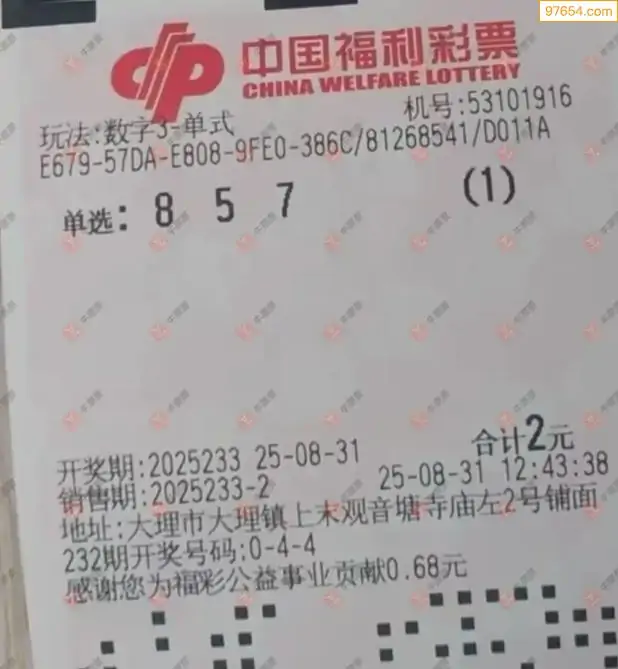 97654.com
中国福利彩票
CHINA WELFARE LOTTERY
机号:53101916
玩法:数字3-单式
E679-57DA-E808-9FE0-386C/81268541/D011A
单选: 8 5 7 (1)
合计2元
开奖期:2025233 25-08-31
销售期:2025233-2 25-08-31 12:43:38
地址:大理市大理镇上末观音塘寺庙左2号铺面
232期开奖号码:0-4-4
感谢您为福彩公益事业贡献0.68元